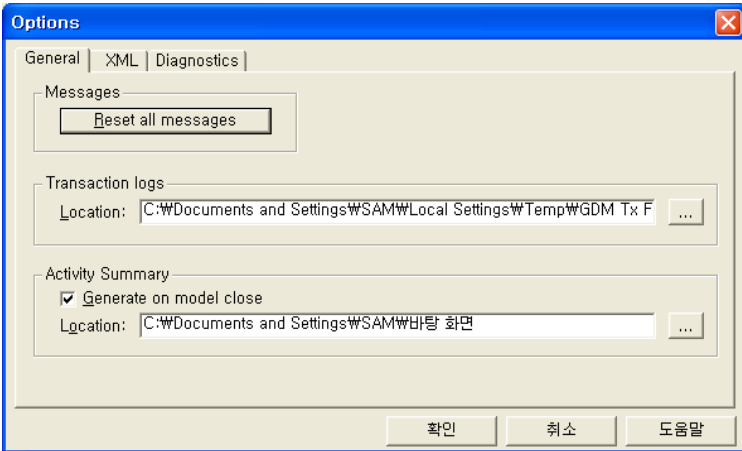 Options
General XML Diagnostics
Messages
Reset all messages
Transaction logs
Location: C:₩Documents and Settings₩SAM₩Local Settings₩Temp₩GDM Tx F ...
Activity Summary
Generate on model close
Location: C:₩Documents and Settings₩SAM₩바탕 화면 ...
확인 취소 도움말